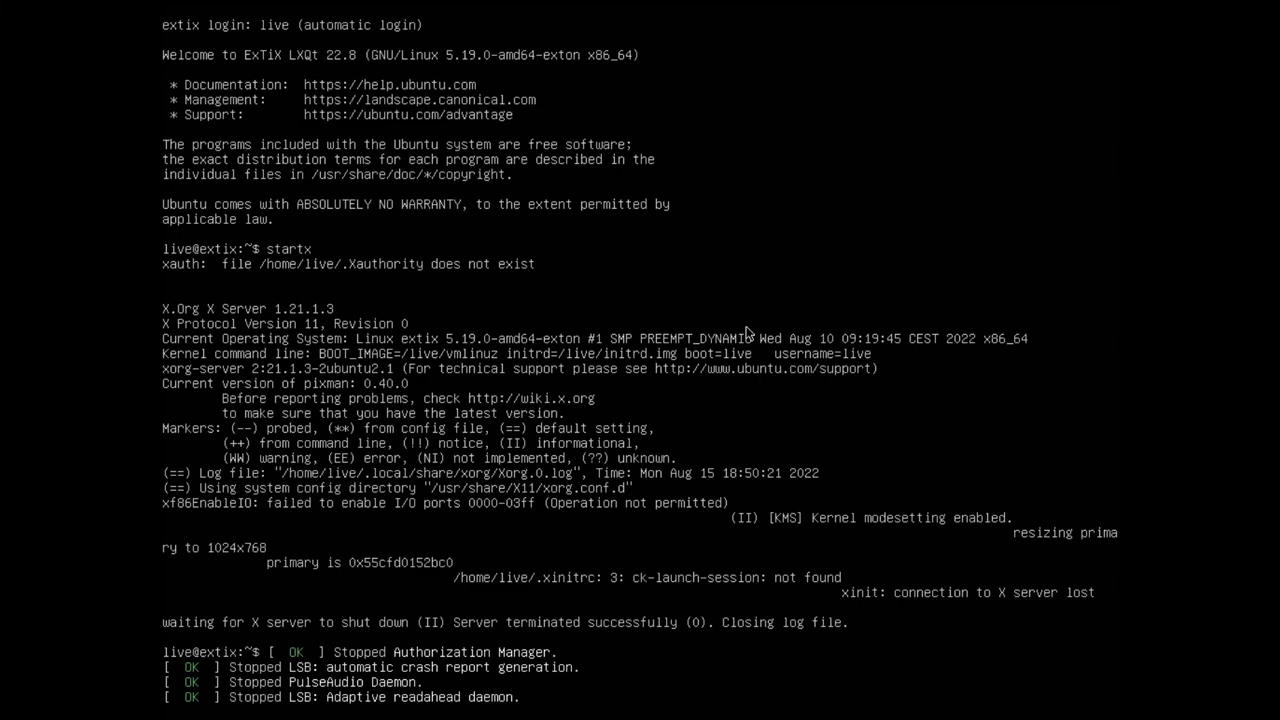 extix login: live (automatic login)
Welcome to ExTiX LXQt 22.8 (GNU/Linux 5.19.0-amd64-exton x86_64)
* Documentation:  https://help.ubuntu.com
* Management:     https://landscape.canonical.com
* Support:        https://ubuntu.com/advantage
The programs included with the Ubuntu system are free software;
the exact distribution terms for each program are described in the
individual files in /usr/share/doc/*/copyright.
Ubuntu comes with ABSOLUTELY NO WARRANTY, to the extent permitted by
applicable law.
live@extix:~$ startx
xauth:  file /home/live/.Xauthority does not exist
X.Org X Server 1.21.1.3
X Protocol Version 11, Revision 0
Current Operating System: Linux extix 5.19.0-amd64-exton #1 SMP PREEMPT_DYNAMIC Wed Aug 10 09:19:45 CEST 2022 x86_64
Kernel command line: BOOT_IMAGE=/live/vmlinuz initrd=/live/initrd.img boot=live   username=live
xorg-server 2:21.1.3-2ubuntu2.1 (For technical support please see http://www.ubuntu.com/support)
Current version of pixman: 0.40.0
Before reporting problems, check http://wiki.x.org
to make sure that you have the latest version.
Markers: (--) probed, (**) from config file, (==) default setting,
(++) from command line, (!!) notice, (II) informational,
(WW) warning, (EE) error, (NI) not implemented, (??) unknown.
(==) Log file: "/home/live/.local/share/xorg/Xorg.0.log", Time: Mon Aug 15 18:50:21 2022
(==) Using system config directory "/usr/share/X11/xorg.conf.d"
xf86EnableIO: failed to enable I/O ports 0000-03ff (Operation not permitted)
(II) [KMS] Kernel modesetting enabled.
resizing prima
ry to 1024x768
primary is 0x55cfd0152bc0
/home/live/.xinitrc: 3: ck-launch-session: not found
xinit: connection to X server lost
waiting for X server to shut down (II) Server terminated successfully (0). Closing log file.
live@extix:~$ [  OK  ] Stopped Authorization Manager.
[  OK  ] Stopped LSB: automatic crash report generation.
[  OK  ] Stopped PulseAudio Daemon.
[  OK  ] Stopped LSB: Adaptive readahead daemon.